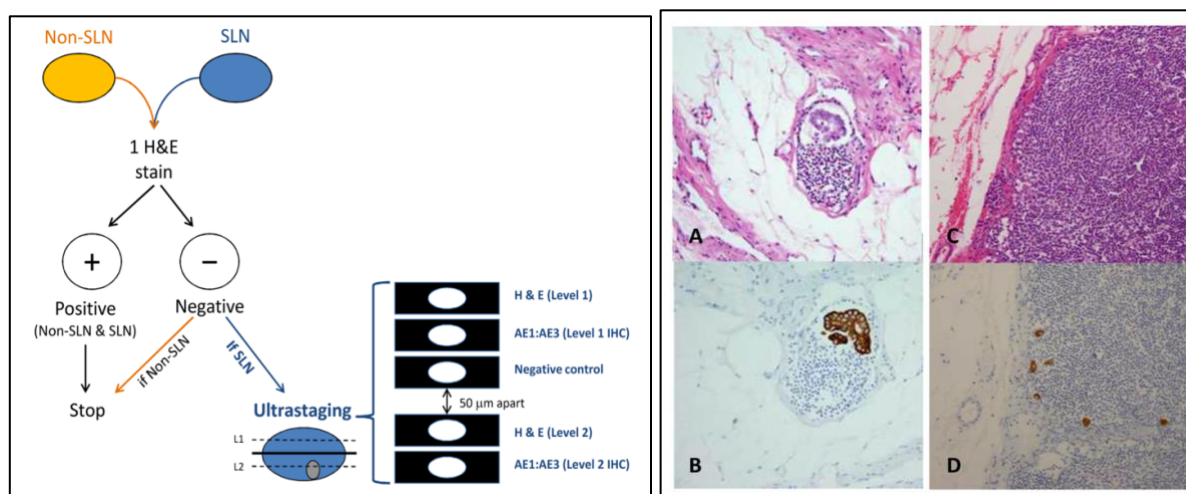 Non-SLN
SLN
1 H&E
stain
+
−
Positive
(Non-SLN & SLN)
Negative
if Non-SLN
If SLN
Stop
Ultrastaging
L1
L2
H & E (Level 1)
AE1:AE3 (Level 1 IHC)
Negative control
50 µm apart
H & E (Level 2)
AE1:AE3 (Level 2 IHC)
A
C
B
D